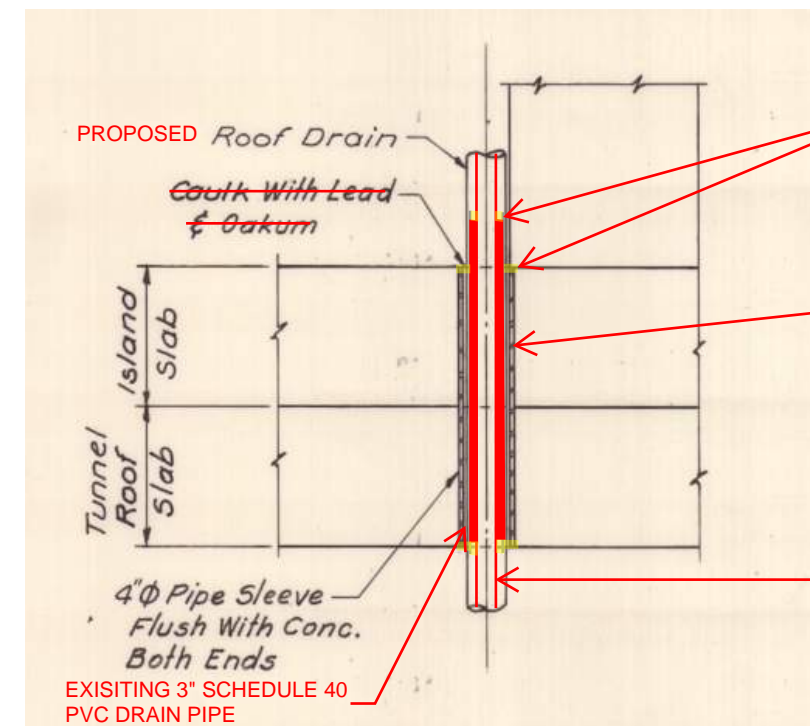 PROPOSED Roof Drain
Caulk With Lead
& Oakum
Island
Slab
Tunnel
Roof
Slab
4"Φ Pipe Sleeve
Flush With Conc.
Both Ends
EXISITING 3" SCHEDULE 40
PVC DRAIN PIPE